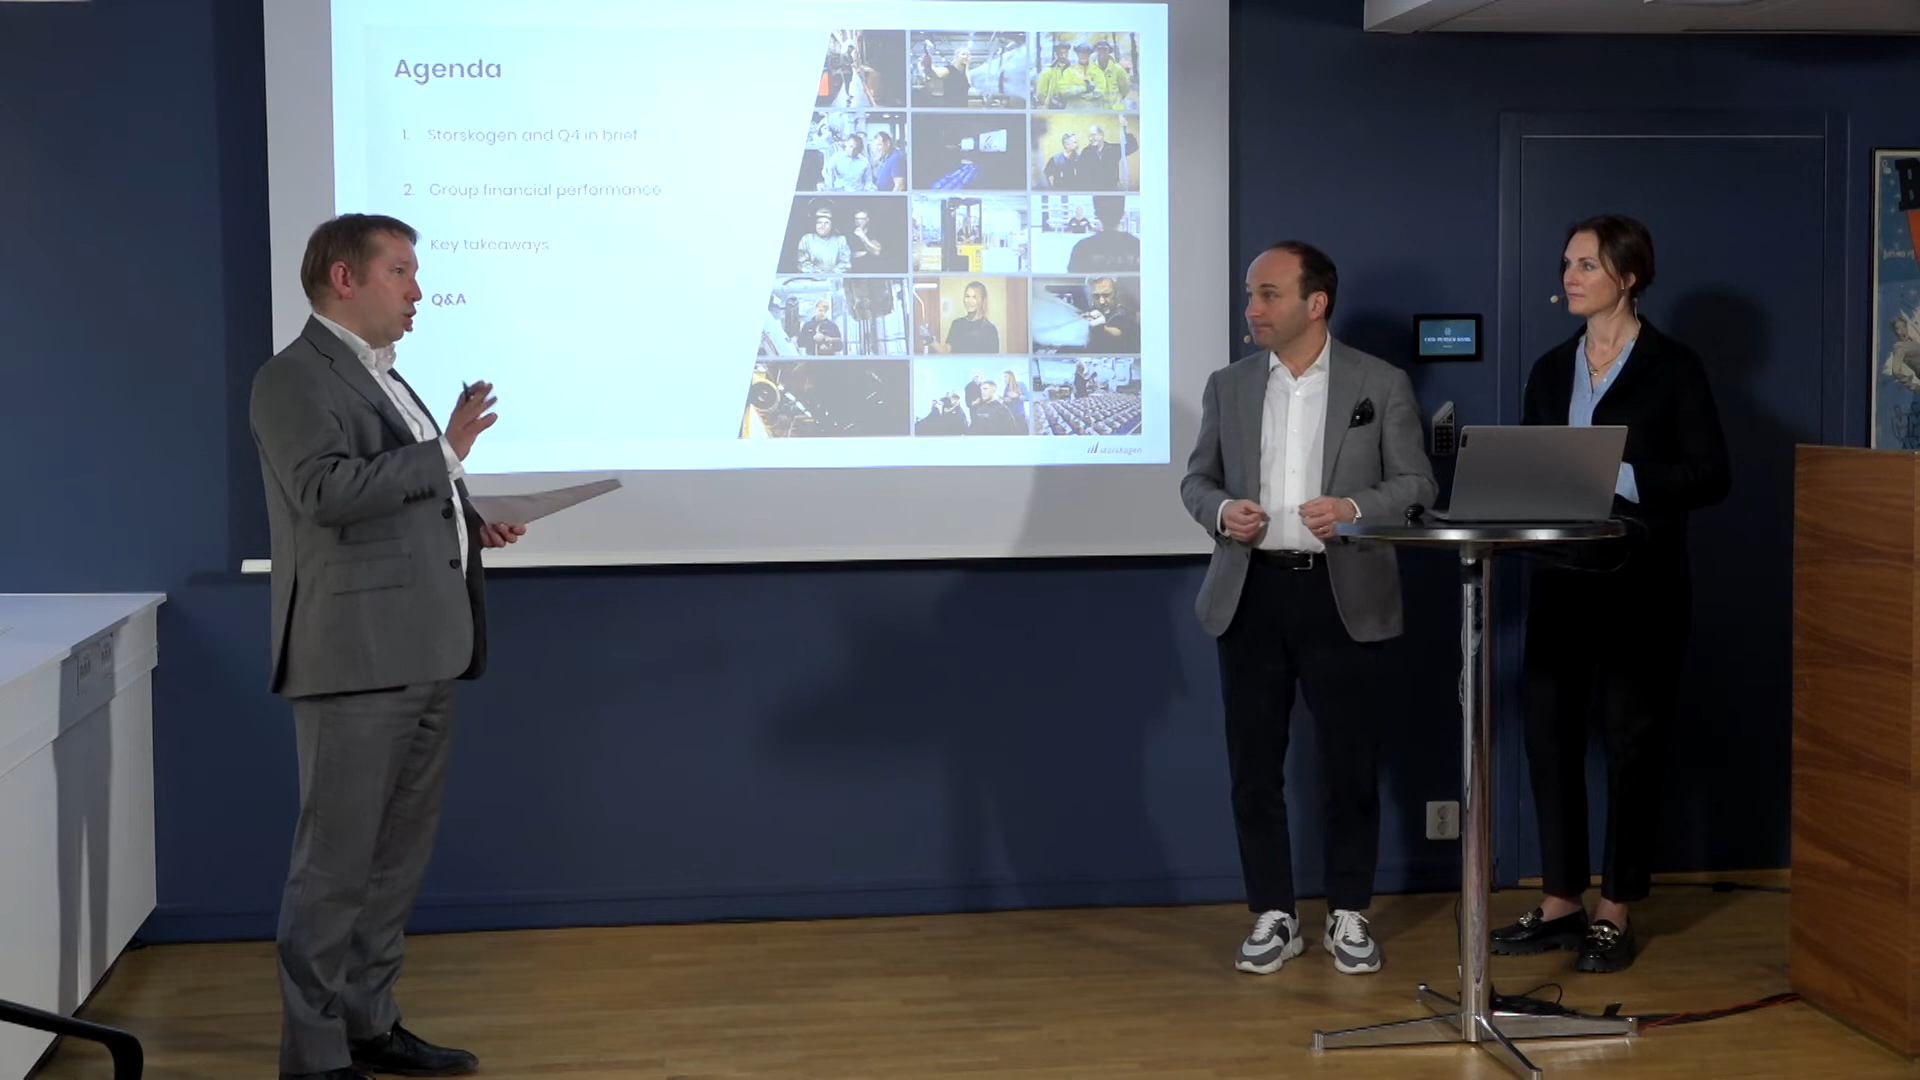 Agenda
1. Storskogen and Q4 in brief
2. Group financial performance
Key takeaways
Q&A
storskogen